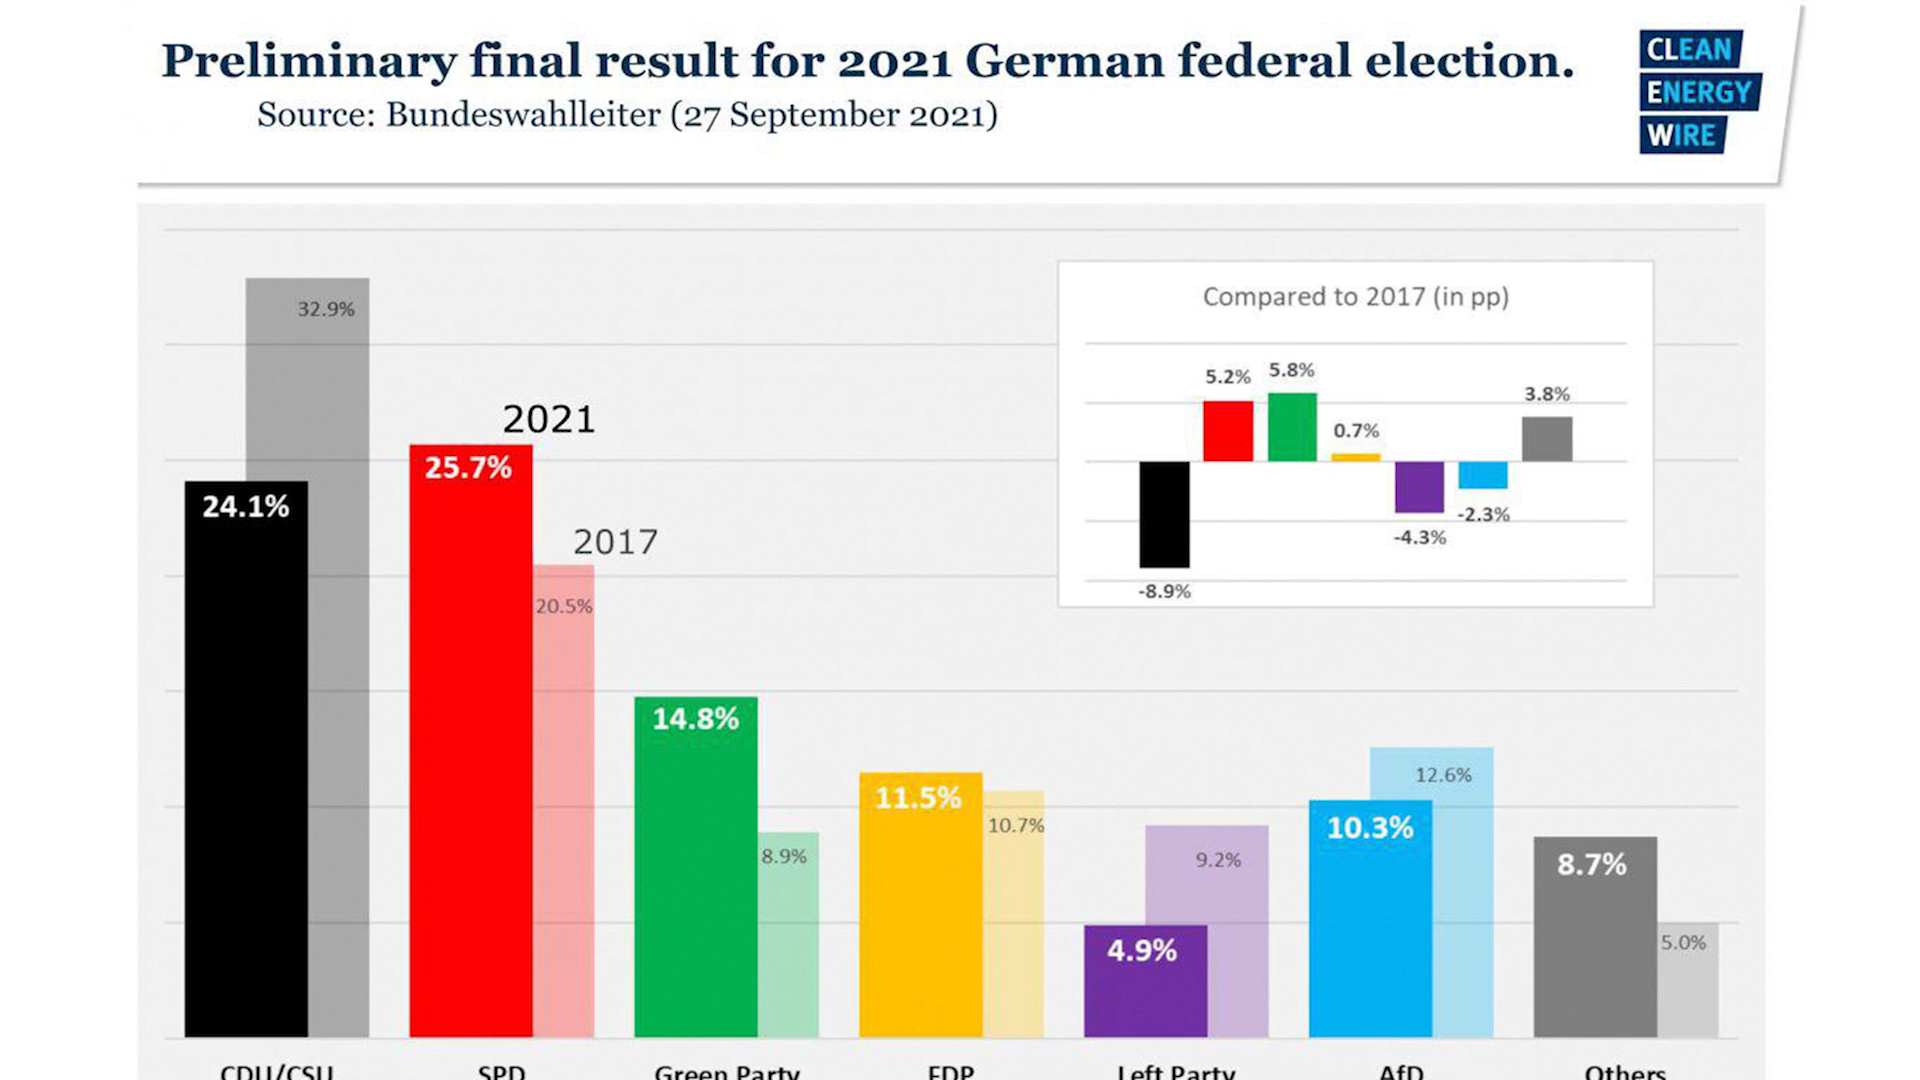 Preliminary final result for 2021 German federal election.
Source: Bundeswahlleiter (27 September 2021)
CLEAN
ENERGY
WIRE
32.9%
24.1%
2021
25.7%
2017
20.5%
14.8%
8.9%
11.5%
10.7%
4.9%
9.2%
10.3%
12.6%
8.7%
5.0%
Compared to 2017 (in pp)
-8.9%
5.2%
5.8%
0.7%
-4.3%
-2.3%
3.8%
CDU/CSU
SPD
Green Party
FDP
Left Party
AfD
Others